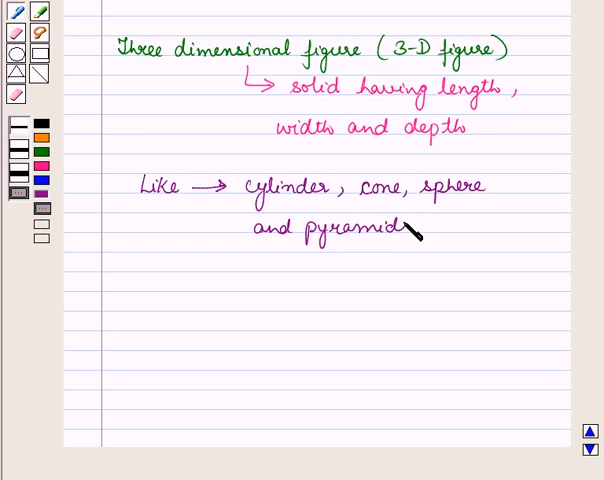 Three dimensional figure (3-D figure)
solid having length,
width and depth
Like → cylinder, cone, sphere
and pyramid